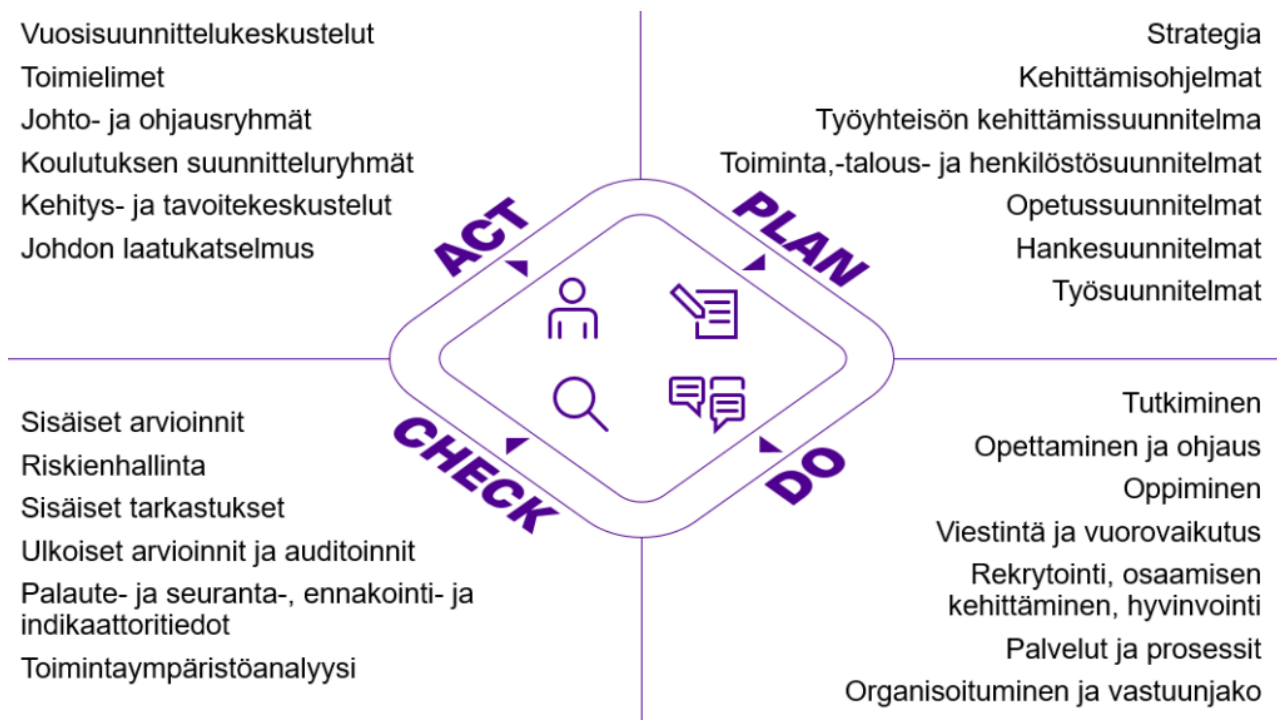 Vuosisuunnittelukeskustelut
Toimielimet
Johto- ja ohjausryhmät
Koulutuksen suunnitteluryhmät
Kehitys- ja tavoitekeskustelut
Johdon laatukatselmus
ACT
Strategia
Kehittämisohjelmat
Työyhteisön kehittämissuunnitelma
Toiminta,-talous- ja henkilöstösuunnitelmat
Opetussuunnitelmat
Hankesuunnitelmat
Työsuunnitelmat
PLAN
Sisäiset arvioinnit
Riskienhallinta
Sisäiset tarkastukset
Ulkoiset arvioinnit ja auditoinnit
Palaute- ja seuranta-, ennakointi- ja
indikaattoritiedot
Toimintaympäristöanalyysi
CHECK
Tutkiminen
Opettaminen ja ohjaus
Oppiminen
Viestintä ja vuorovaikutus
Rekrytointi, osaamisen
kehittäminen, hyvinvointi
Palvelut ja prosessit
Organisoituminen ja vastuunjako
DO